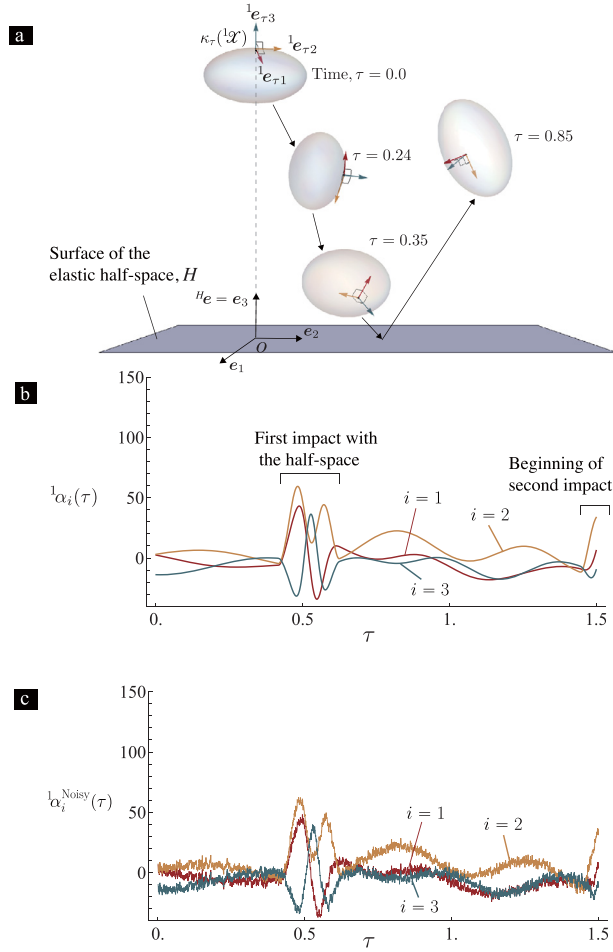 a
κ_τ(¹𝒳)
¹e_τ3
¹e_τ2
¹e_τ1
Time, τ = 0.0
τ = 0.24
τ = 0.85
τ = 0.35
Surface of the
elastic half-space, H
ᴴe = e₃
e₂
O
e₁
b
150
100
50
0
¹α_i(τ)
First impact with
the half-space
Beginning of
second impact
i = 1
i = 2
i = 3
0.
0.5
1.
1.5
τ
c
150
100
50
0
¹α_i^Noisy(τ)
i = 1
i = 2
i = 3
0.
0.5
1.
1.5
τ